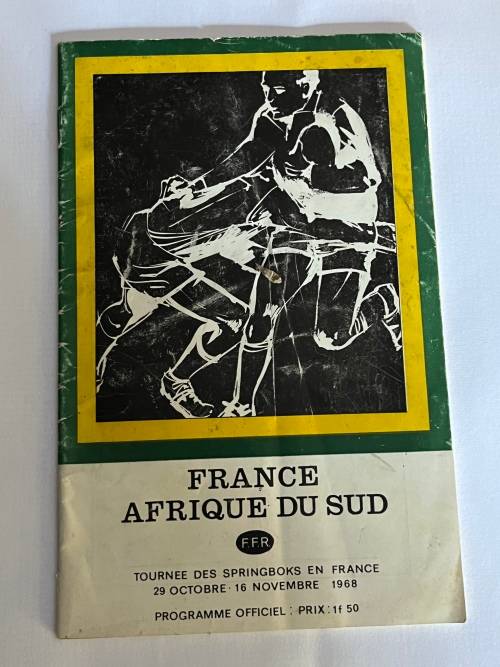 FRANCE
AFRIQUE DU SUD
F.F.R.
TOURNEE DES SPRINGBOKS EN FRANCE
29 OCTOBRE · 16 NOVEMBRE 1968
PROGRAMME OFFICIEL : PRIX : 1f 50